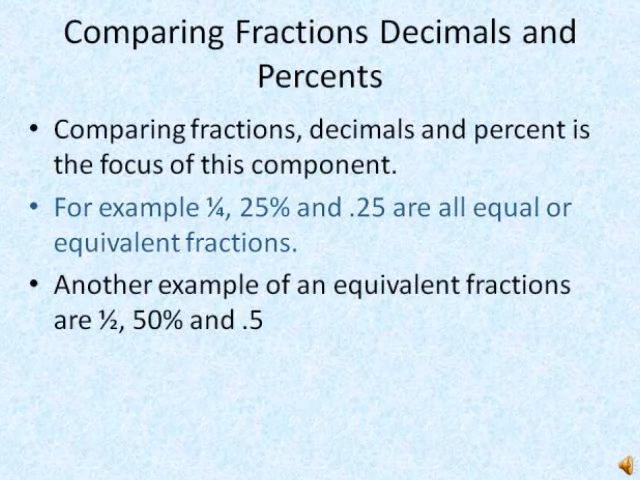 Comparing Fractions Decimals and
Percents
• Comparing fractions, decimals and percent is
the focus of this component.
• For example ¼, 25% and .25 are all equal or
equivalent fractions.
• Another example of an equivalent fractions
are ½, 50% and .5